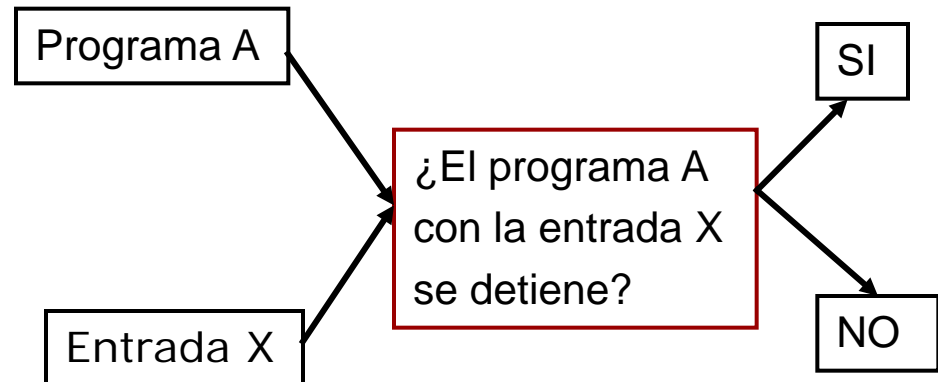 Programa A
SI
¿El programa A
con la entrada X
se detiene?
Entrada X
NO